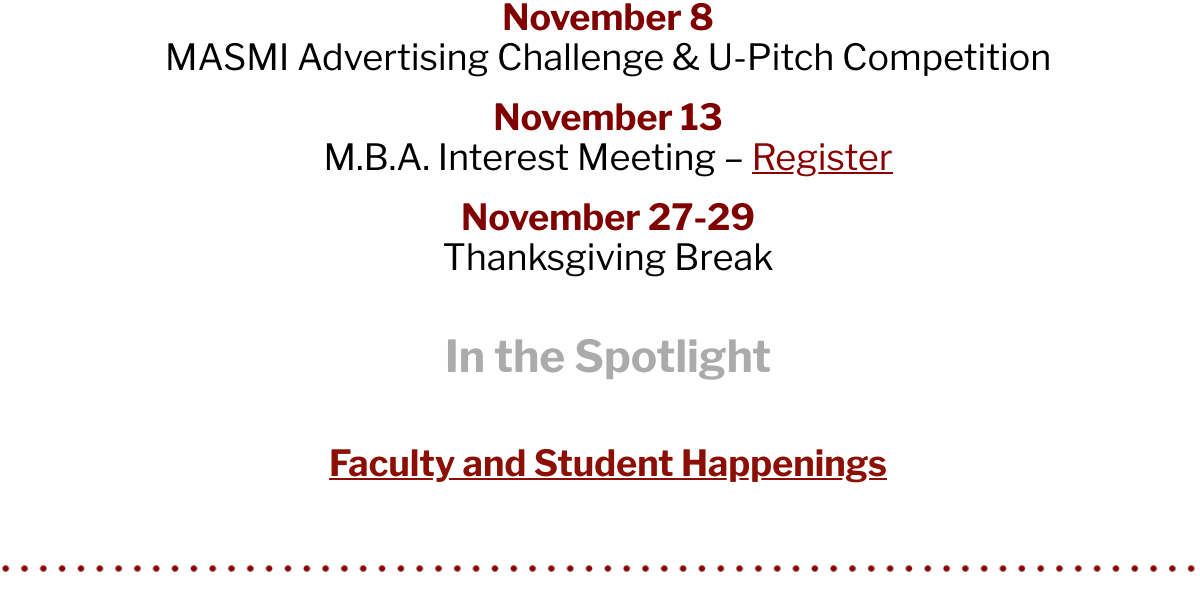 November 8
MASMI Advertising Challenge & U-Pitch Competition
November 13
M.B.A. Interest Meeting – Register
November 27-29
Thanksgiving Break
In the Spotlight
Faculty and Student Happenings